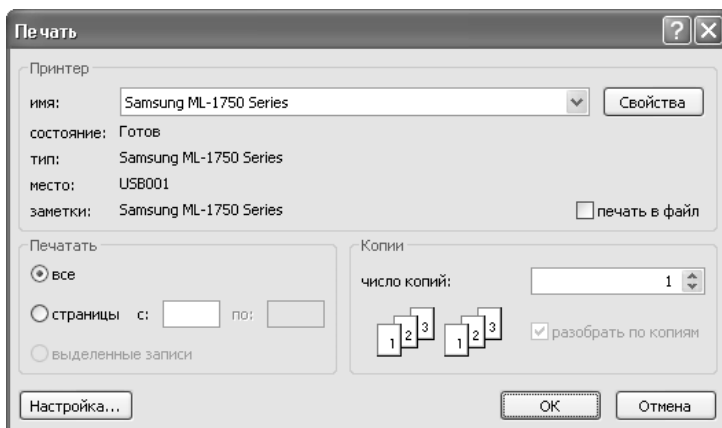 Печать
Принтер
имя: Samsung ML-1750 Series Свойства
состояние: Готов
тип: Samsung ML-1750 Series
место: USB001
заметки: Samsung ML-1750 Series печать в файл
Печатать
все
страницы с: по:
выделенные записи
Копии
число копий: 1
1 2 3 1 2 3
разобрать по копиям
Настройка... ОК Отмена